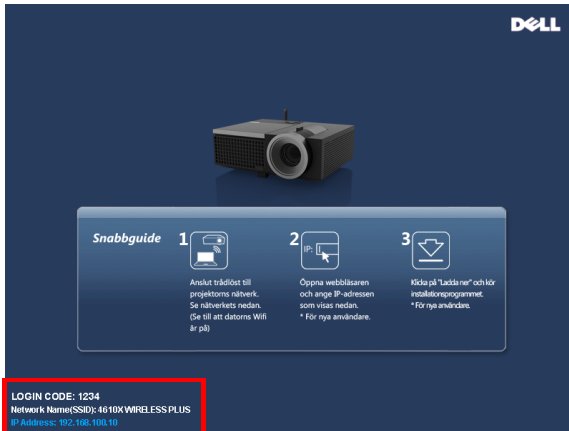 DELL
Snabbguide
1
Anslut trådlöst till
projektorns nätverk.
Se nätverkets nedan.
(Se till att datorns Wifi
är på)
2
IP:
Öppna webbläsaren
och ange IP-adressen
som visas nedan.
* För nya användare.
3
Klicka på "Ladda ner" och kör
installationsprogrammet.
* För nya användare.
LOGIN CODE: 1234
Network Name(SSID): 4610X WIRELESS PLUS
IP Address: 192.168.100.10